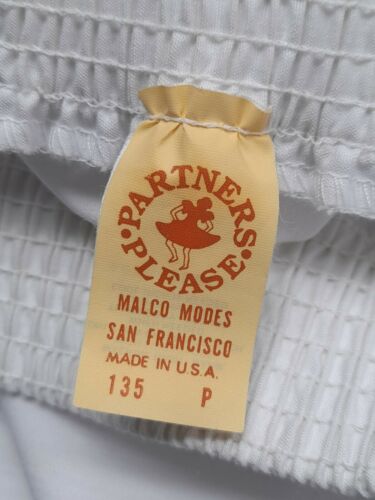 ·PARTNERS·
PLEASE
MALCO MODES
SAN FRANCISCO
MADE IN U.S.A.
135 P